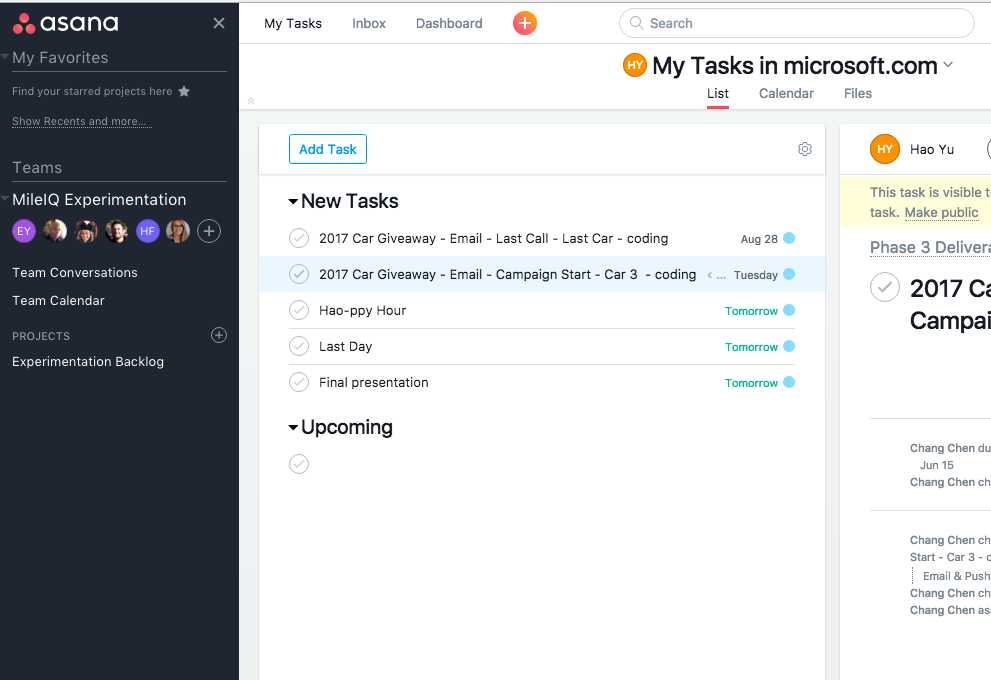 asana
My Favorites
Find your starred projects here
Show Recents and more...
Teams
MileIQ Experimentation
EY
HF
Team Conversations
Team Calendar
PROJECTS
Experimentation Backlog
My Tasks
Inbox
Dashboard
Search
HY My Tasks in microsoft.com
List
Calendar
Files
Add Task
New Tasks
2017 Car Giveaway - Email - Last Call - Last Car - coding
Aug 28
2017 Car Giveaway - Email - Campaign Start - Car 3 - coding
‹ ...
Tuesday
Hao-ppy Hour
Tomorrow
Last Day
Tomorrow
Final presentation
Tomorrow
Upcoming
HY
Hao Yu
This task is visible t
task. Make public
Phase 3 Delivera
2017 Ca
Campai
Chang Chen du
Jun 15
Chang Chen ch
Chang Chen ch
Start - Car 3 - c
Email & Push
Chang Chen ch
Chang Chen as